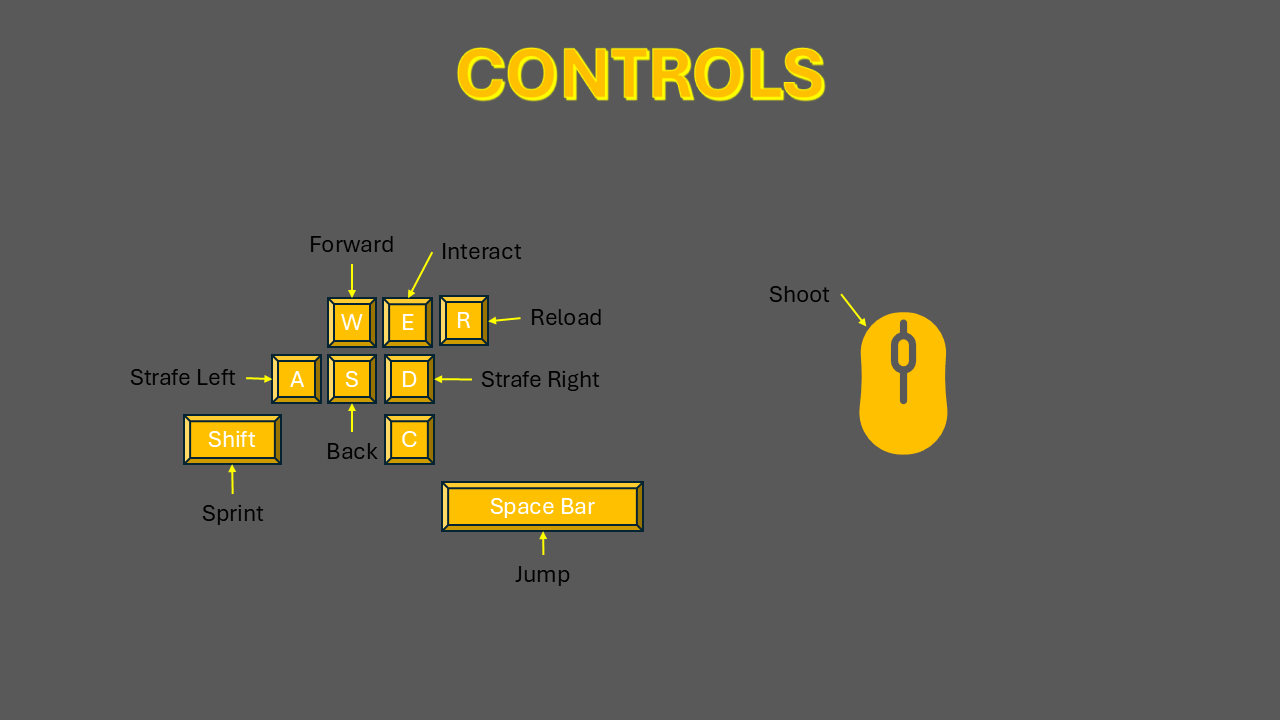 CONTROLS
Forward
Interact
W
E
R
Reload
Shoot
Strafe Left
A
S
D
Strafe Right
Shift
Back
C
Sprint
Space Bar
Jump